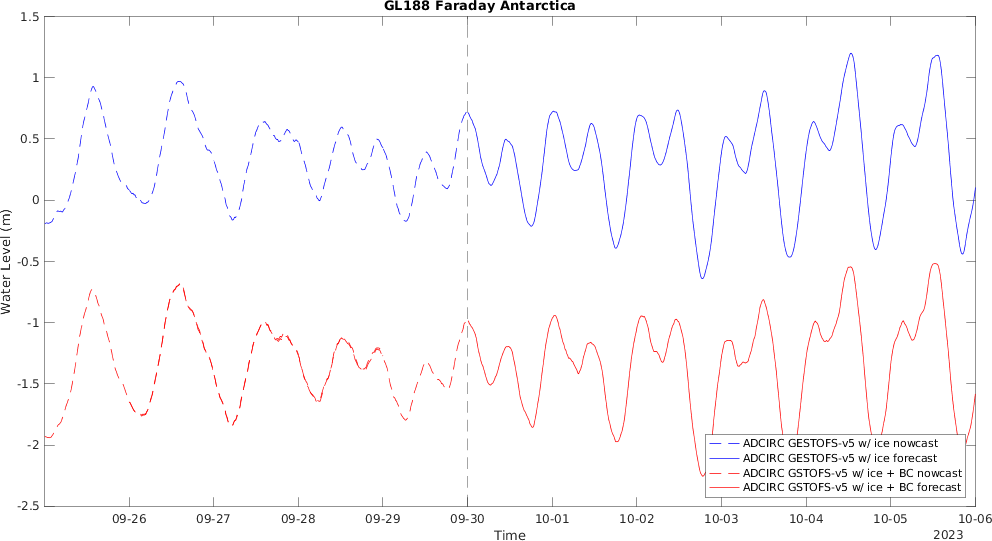 GL188 Faraday Antarctica
1.5
1
0.5
0
-0.5
-1
-1.5
-2
-2.5
Water Level (m)
ADCIRC GESTOFS-v5 w/ ice nowcast
ADCIRC GESTOFS-v5 w/ ice forecast
ADCIRC GSTOFS-v5 w/ ice + BC nowcast
ADCIRC GSTOFS-v5 w/ ice + BC forecast
09-26 09-27 09-28 09-29 09-30 10-01 10-02 10-03 10-04 10-05 10-06
Time
2023